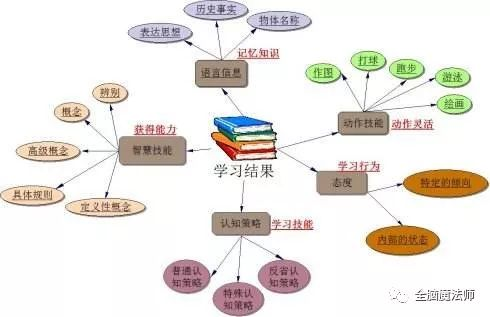 历史事实
表达思想
物体名称
记忆知识
语言信息
打球
作图
跑步
游泳
绘画
动作技能
动作灵活
辨别
概念
高级概念
具体规则
定义性概念
获得能力
智慧技能
学习结果
学习行为
态度
特定的倾向
内部的状态
认知策略
学习技能
普通认
知策略
特殊认
知策略
反省认
知策略
全脑魔法师